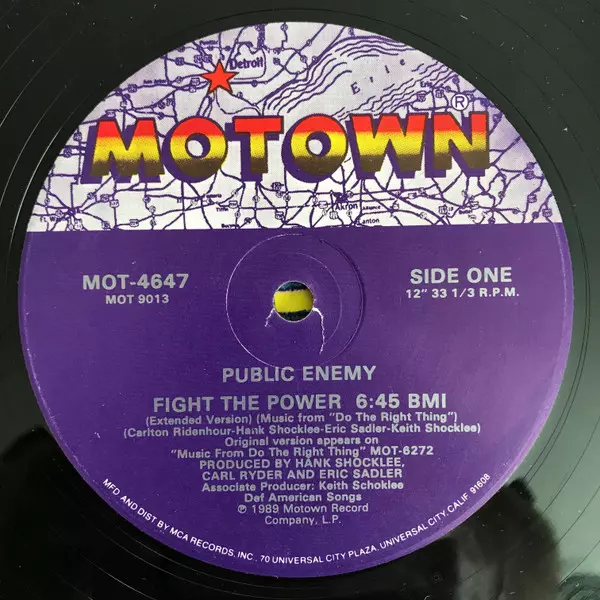 Detroit
Erie
Erie
MOTOWN®
Akron
Canton
MOT-4647
MOT 9013
SIDE ONE
12" 33 1/3 R.P.M.
PUBLIC ENEMY
FIGHT THE POWER 6:45 BMI
(Extended Version) (Music from "Do The Right Thing")
(Carlton Ridenhour-Hank Shocklee-Eric Sadler-Keith Shocklee)
Original version appears on
"Music From Do The Right Thing" MOT-6272
PRODUCED BY HANK SHOCKLEE,
CARL RYDER AND ERIC SADLER
Associate Producer: Keith Schoklee
Def American Songs
℗ 1989 Motown Record
Company, L.P.
MFD. AND DIST BY MCA RECORDS, INC., 70 UNIVERSAL CITY PLAZA, UNIVERSAL CITY, CALIF 91608